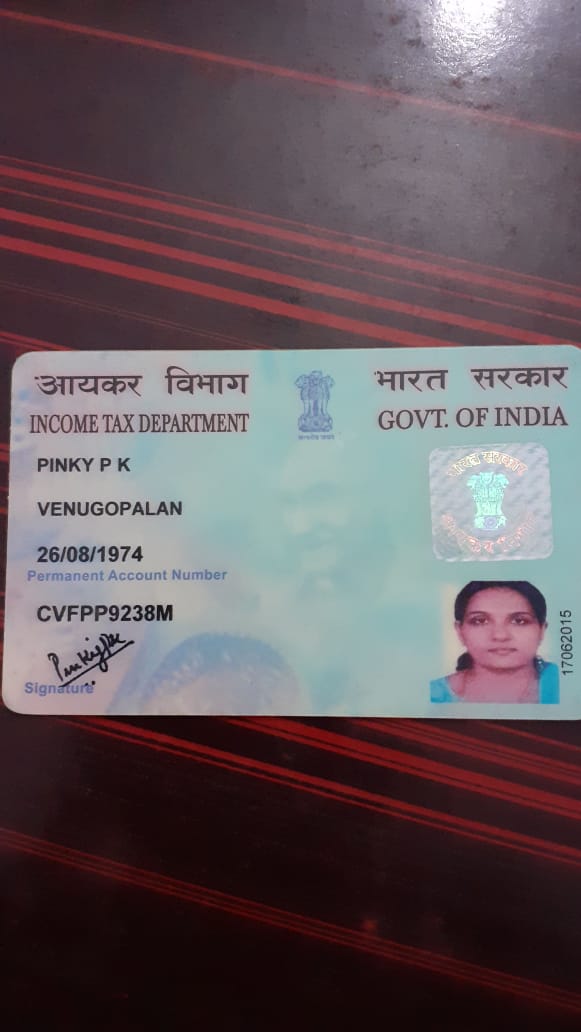 आयकर विभाग
INCOME TAX DEPARTMENT
भारत सरकार
GOVT. OF INDIA
PINKY P K
VENUGOPALAN
26/08/1974
Permanent Account Number
CVFPP9238M
Signature
17062015